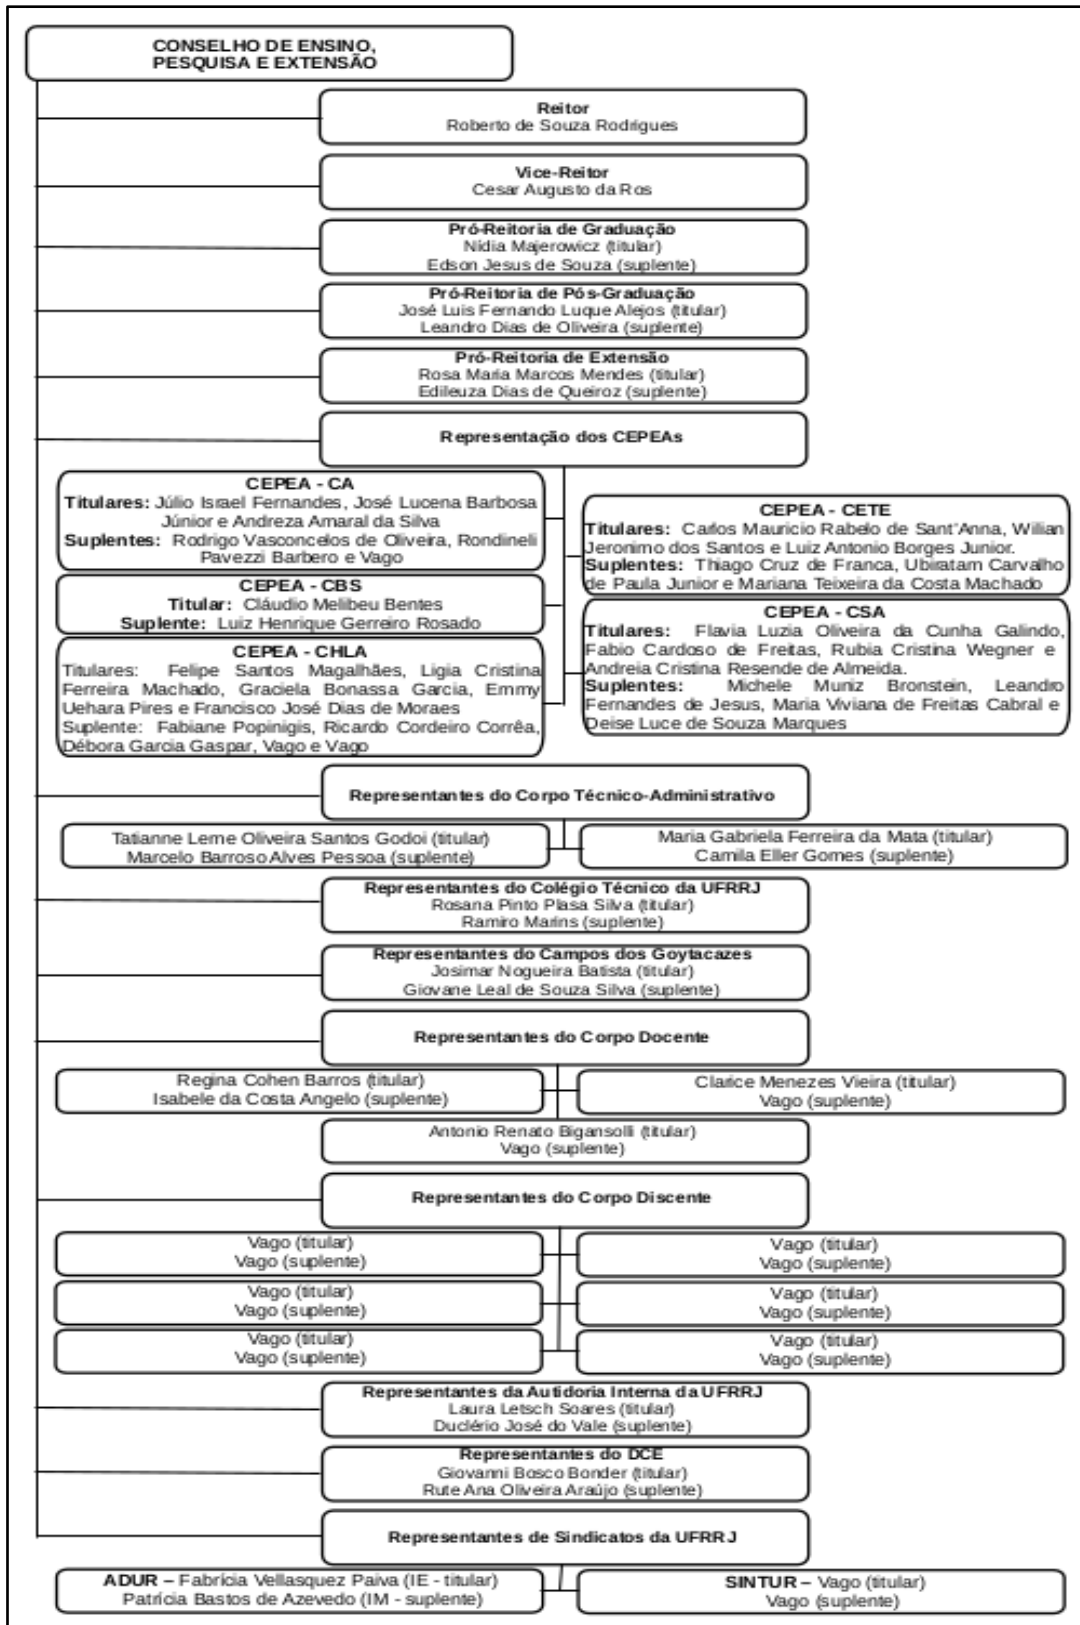 CONSELHO DE ENSINO,
PESQUISA E EXTENSÃO
Reitor
Roberto de Souza Rodrigues
Vice-Reitor
Cesar Augusto da Ros
Pró-Reitoria de Graduação
Nídia Majerowicz (titular)
Edson Jesus de Souza (suplente)
Pró-Reitoria de Pós-Graduação
José Luis Fernando Luque Alejos (titular)
Leandro Dias de Oliveira (suplente)
Pró-Reitoria de Extensão
Rosa Maria Marcos Mendes (titular)
Edileuza Dias de Queiroz (suplente)
Representação dos CEPEAs
CEPEA - CA
Titulares: Júlio Israel Fernandes, José Lucena Barbosa
Júnior e Andreza Amaral da Silva
Suplentes: Rodrigo Vasconcelos de Oliveira, Rondineli
Pavezzi Barbero e Vago
CEPEA - CETE
Titulares: Carlos Mauricio Rabelo de Sant'Anna, Wilian
Jeronimo dos Santos e Luiz Antonio Borges Junior.
Suplentes: Thiago Cruz de Franca, Ubiratam Carvalho
de Paula Junior e Mariana Teixeira da Costa Machado
CEPEA - CBS
Titular: Cláudio Melibeu Bentes
Suplente: Luiz Henrique Gerreiro Rosado
CEPEA - CSA
Titulares: Flavia Luzia Oliveira da Cunha Galindo,
Fabio Cardoso de Freitas, Rubia Cristina Wegner e
Andreia Cristina Resende de Almeida.
Suplentes: Michele Muniz Bronstein, Leandro
Fernandes de Jesus, Maria Viviana de Freitas Cabral e
Deise Luce de Souza Marques
CEPEA - CHLA
Titulares: Felipe Santos Magalhães, Ligia Cristina
Ferreira Machado, Graciela Bonassa Garcia, Emmy
Uehara Pires e Francisco José Dias de Moraes
Suplente: Fabiane Popinigis, Ricardo Cordeiro Corrêa,
Débora Garcia Gaspar, Vago e Vago
Representantes do Corpo Técnico-Administrativo
Tatianne Leme Oliveira Santos Godoi (titular)
Marcelo Barroso Alves Pessoa (suplente)
Maria Gabriela Ferreira da Mata (titular)
Camila Eller Gomes (suplente)
Representantes do Colégio Técnico da UFRRJ
Rosana Pinto Plasa Silva (titular)
Ramiro Marins (suplente)
Representantes do Campos dos Goytacazes
Josimar Nogueira Batista (titular)
Giovane Leal de Souza Silva (suplente)
Representantes do Corpo Docente
Regina Cohen Barros (titular)
Isabele da Costa Angelo (suplente)
Clarice Menezes Vieira (titular)
Vago (suplente)
Antonio Renato Bigansolli (titular)
Vago (suplente)
Representantes do Corpo Discente
Vago (titular)
Vago (suplente)
Vago (titular)
Vago (suplente)
Vago (titular)
Vago (suplente)
Vago (titular)
Vago (suplente)
Vago (titular)
Vago (suplente)
Vago (titular)
Vago (suplente)
Representantes da Autidoria Interna da UFRRJ
Laura Letsch Soares (titular)
Duclério José do Vale (suplente)
Representantes do DCE
Giovanni Bosco Bonder (titular)
Rute Ana Oliveira Araújo (suplente)
Representantes de Sindicatos da UFRRJ
ADUR – Fabrícia Vellasquez Paiva (IE - titular)
Patrícia Bastos de Azevedo (IM - suplente)
SINTUR – Vago (titular)
Vago (suplente)